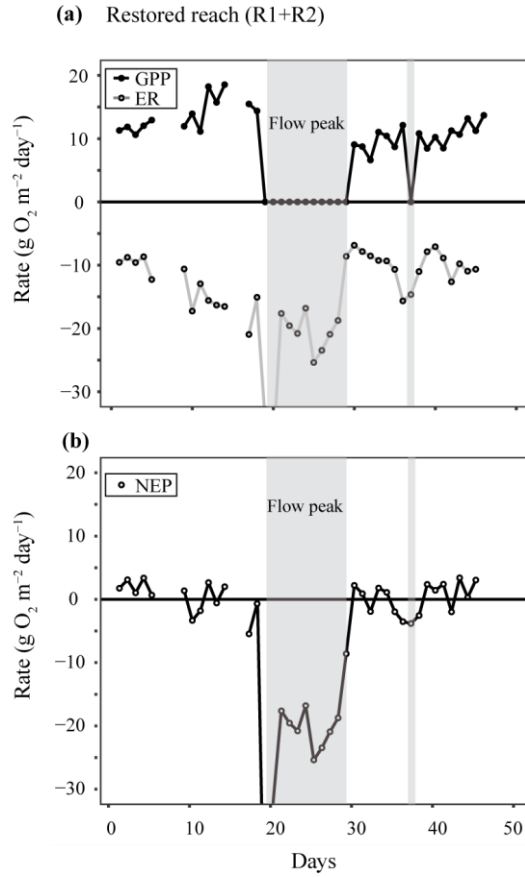 (a) Restored reach (R1+R2)
GPP
ER
Flow peak
Rate (g O₂ m⁻² day⁻¹)
20
10
0
−10
−20
−30
(b)
NEP
Flow peak
Rate (g O₂ m⁻² day⁻¹)
20
10
0
−10
−20
−30
0 10 20 30 40 50
Days